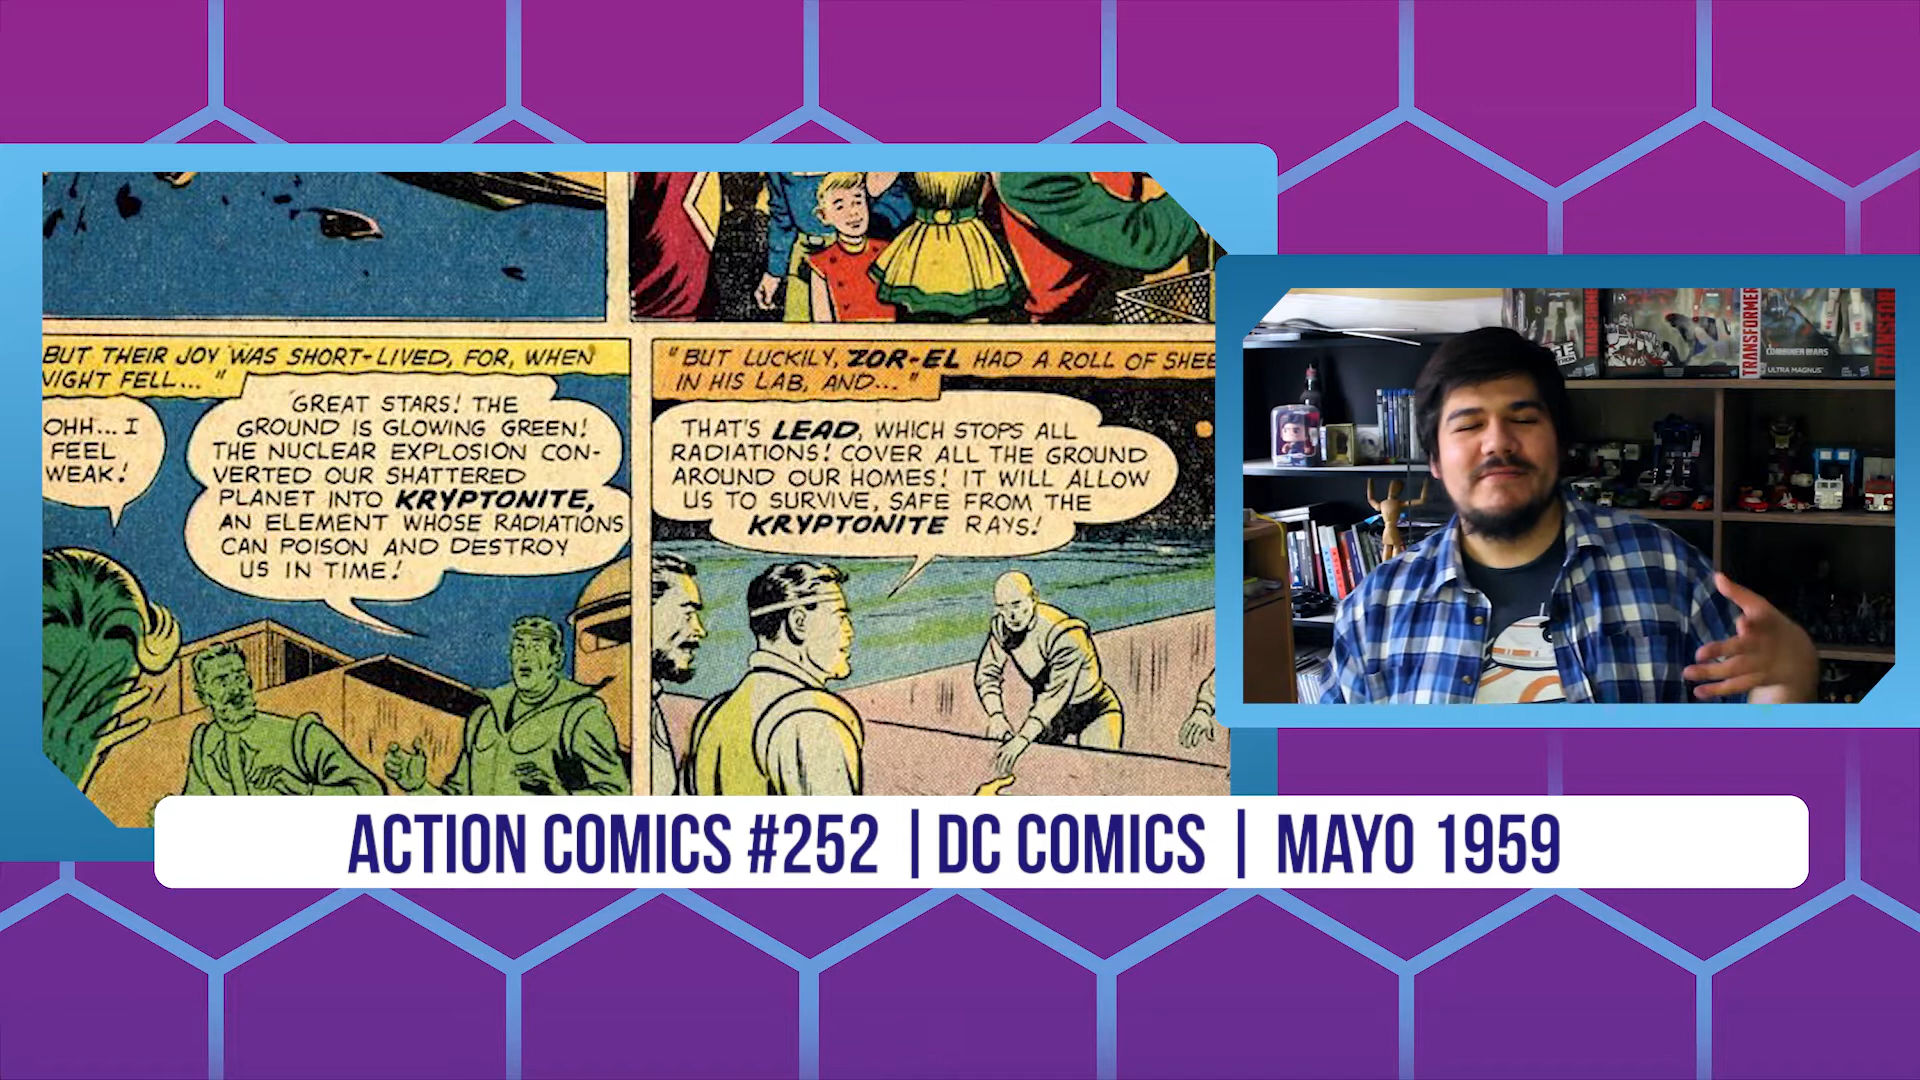 BUT THEIR JOY WAS SHORT-LIVED, FOR, WHEN
NIGHT FELL... "
OHH... I
FEEL
WEAK!
GREAT STARS! THE
GROUND IS GLOWING GREEN!
THE NUCLEAR EXPLOSION CON-
VERTED OUR SHATTERED
PLANET INTO KRYPTONITE,
AN ELEMENT WHOSE RADIATIONS
CAN POISON AND DESTROY
US IN TIME!
"BUT LUCKILY, ZOR-EL HAD A ROLL OF SHEE
IN HIS LAB, AND... "
THAT'S LEAD, WHICH STOPS ALL
RADIATIONS! COVER ALL THE GROUND
AROUND OUR HOMES! IT WILL ALLOW
US TO SURVIVE, SAFE FROM THE
KRYPTONITE RAYS!
TRANSFORMER
COMBINER WARS
ULTRA MAGNUS
TRANSF
ACTION COMICS #252 | DC COMICS | MAYO 1959